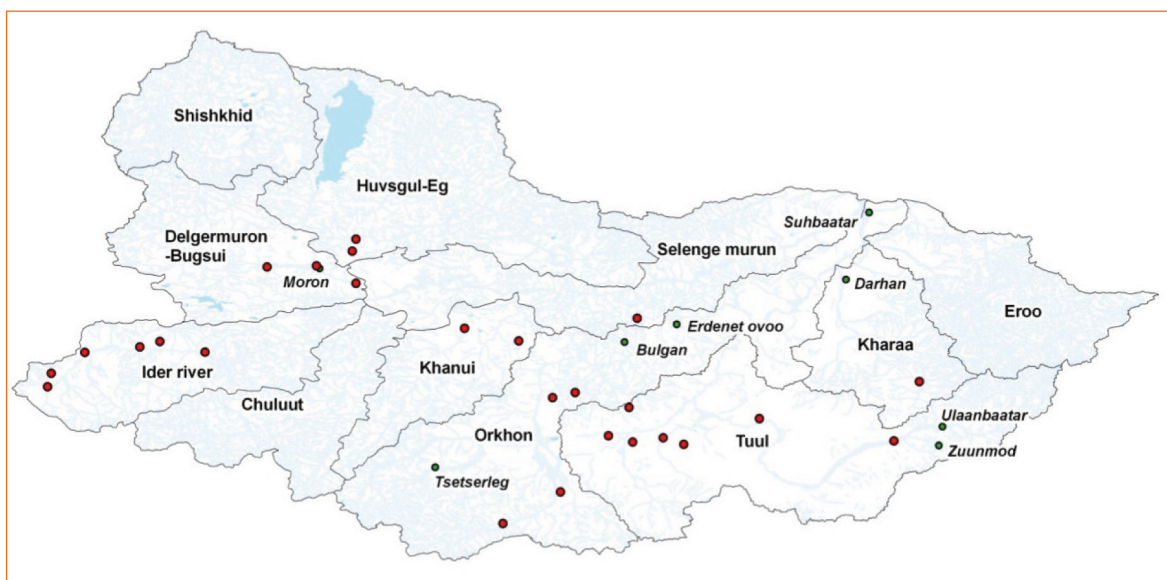 Shishkhid
Huvsgul-Eg
Suhbaatar
Delgermuron
-Bugsui
Selenge murun
Moron
Darhan
Eroo
Erdenet ovoo
Kharaa
Bulgan
Khanui
Ider river
Chuluut
Ulaanbaatar
Orkhon
Tuul
Zuunmod
Tsetserleg